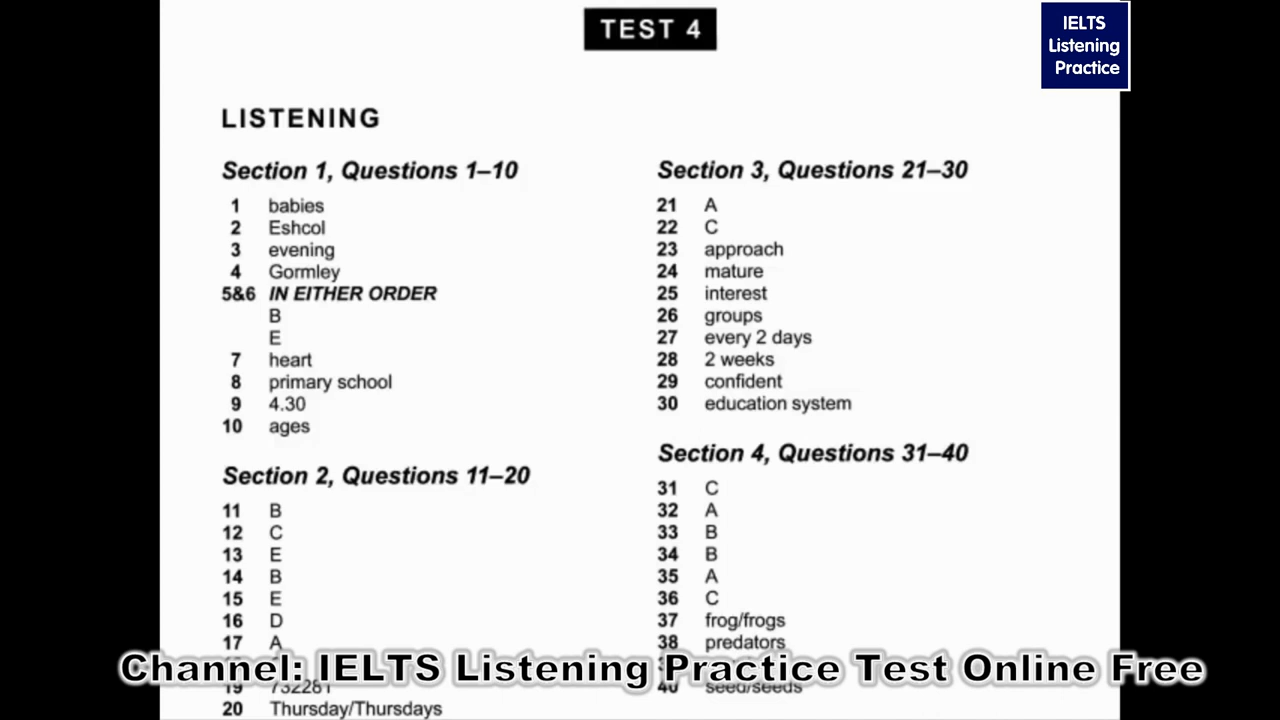 TEST 4
IELTS
Listening
Practice
LISTENING
Section 1, Questions 1–10
1 babies
2 Eshcol
3 evening
4 Gormley
5&6 IN EITHER ORDER
B
E
7 heart
8 primary school
9 4.30
10 ages
Section 2, Questions 11–20
11 B
12 C
13 E
14 B
15 E
16 D
17 A
19 732281
20 Thursday/Thursdays
Section 3, Questions 21–30
21 A
22 C
23 approach
24 mature
25 interest
26 groups
27 every 2 days
28 2 weeks
29 confident
30 education system
Section 4, Questions 31–40
31 C
32 A
33 B
34 B
35 A
36 C
37 frog/frogs
38 predators
40 seed/seeds
Channel: IELTS Listening Practice Test Online Free